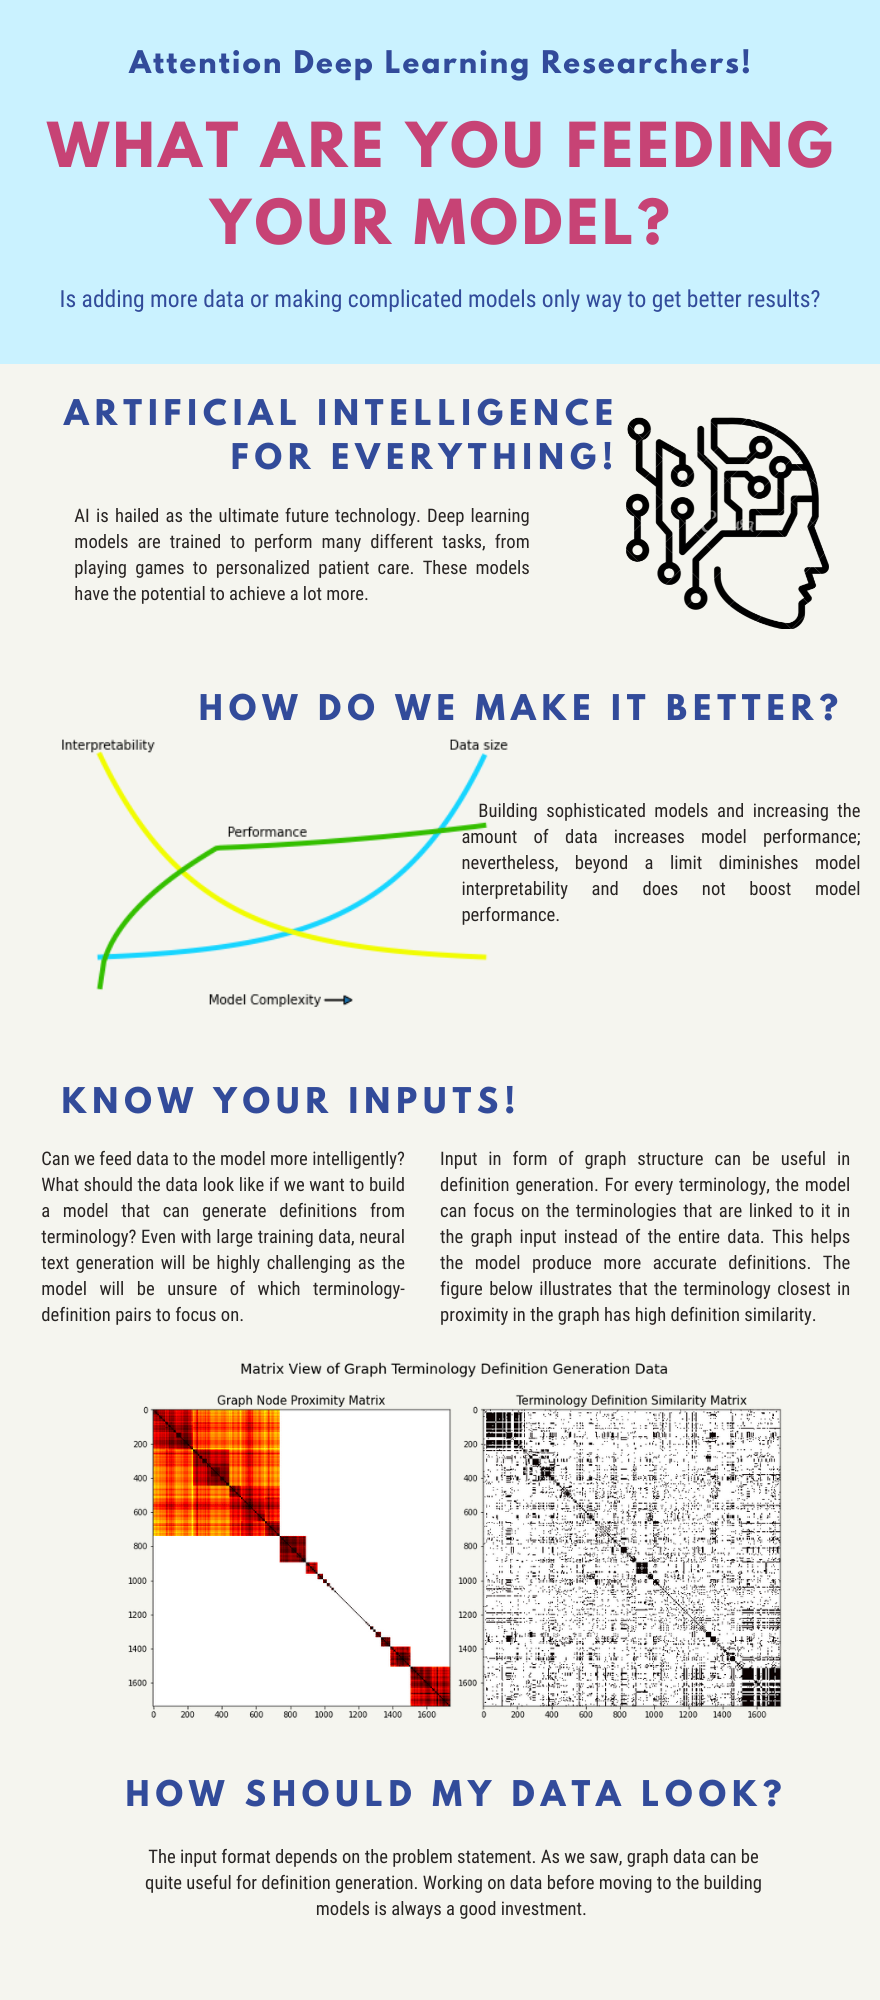 Attention Deep Learning Researchers!
WHAT ARE YOU FEEDING
YOUR MODEL?
Is adding more data or making complicated models only way to get better results?
ARTIFICIAL INTELLIGENCE
FOR EVERYTHING!
AI is hailed as the ultimate future technology. Deep learning
models are trained to perform many different tasks, from
playing games to personalized patient care. These models
have the potential to achieve a lot more.
HOW DO WE MAKE IT BETTER?
Interpretability
Data size
Performance
Model Complexity
Building sophisticated models and increasing the
amount of data increases model performance;
nevertheless, beyond a limit diminishes model
interpretability and does not boost model
performance.
KNOW YOUR INPUTS!
Can we feed data to the model more intelligently?
What should the data look like if we want to build
a model that can generate definitions from
terminology? Even with large training data, neural
text generation will be highly challenging as the
model will be unsure of which terminology-
definition pairs to focus on.
Input in form of graph structure can be useful in
definition generation. For every terminology, the model
can focus on the terminologies that are linked to it in
the graph input instead of the entire data. This helps
the model produce more accurate definitions. The
figure below illustrates that the terminology closest in
proximity in the graph has high definition similarity.
Matrix View of Graph Terminology Definition Generation Data
Graph Node Proximity Matrix
0
200
400
600
800
1000
1200
1400
1600
0 200 400 600 800 1000 1200 1400 1600
Terminology Definition Similarity Matrix
0
200
400
600
800
1000
1200
1400
1600
0 200 400 600 800 1000 1200 1400 1600
HOW SHOULD MY DATA LOOK?
The input format depends on the problem statement. As we saw, graph data can be
quite useful for definition generation. Working on data before moving to the building
models is always a good investment.